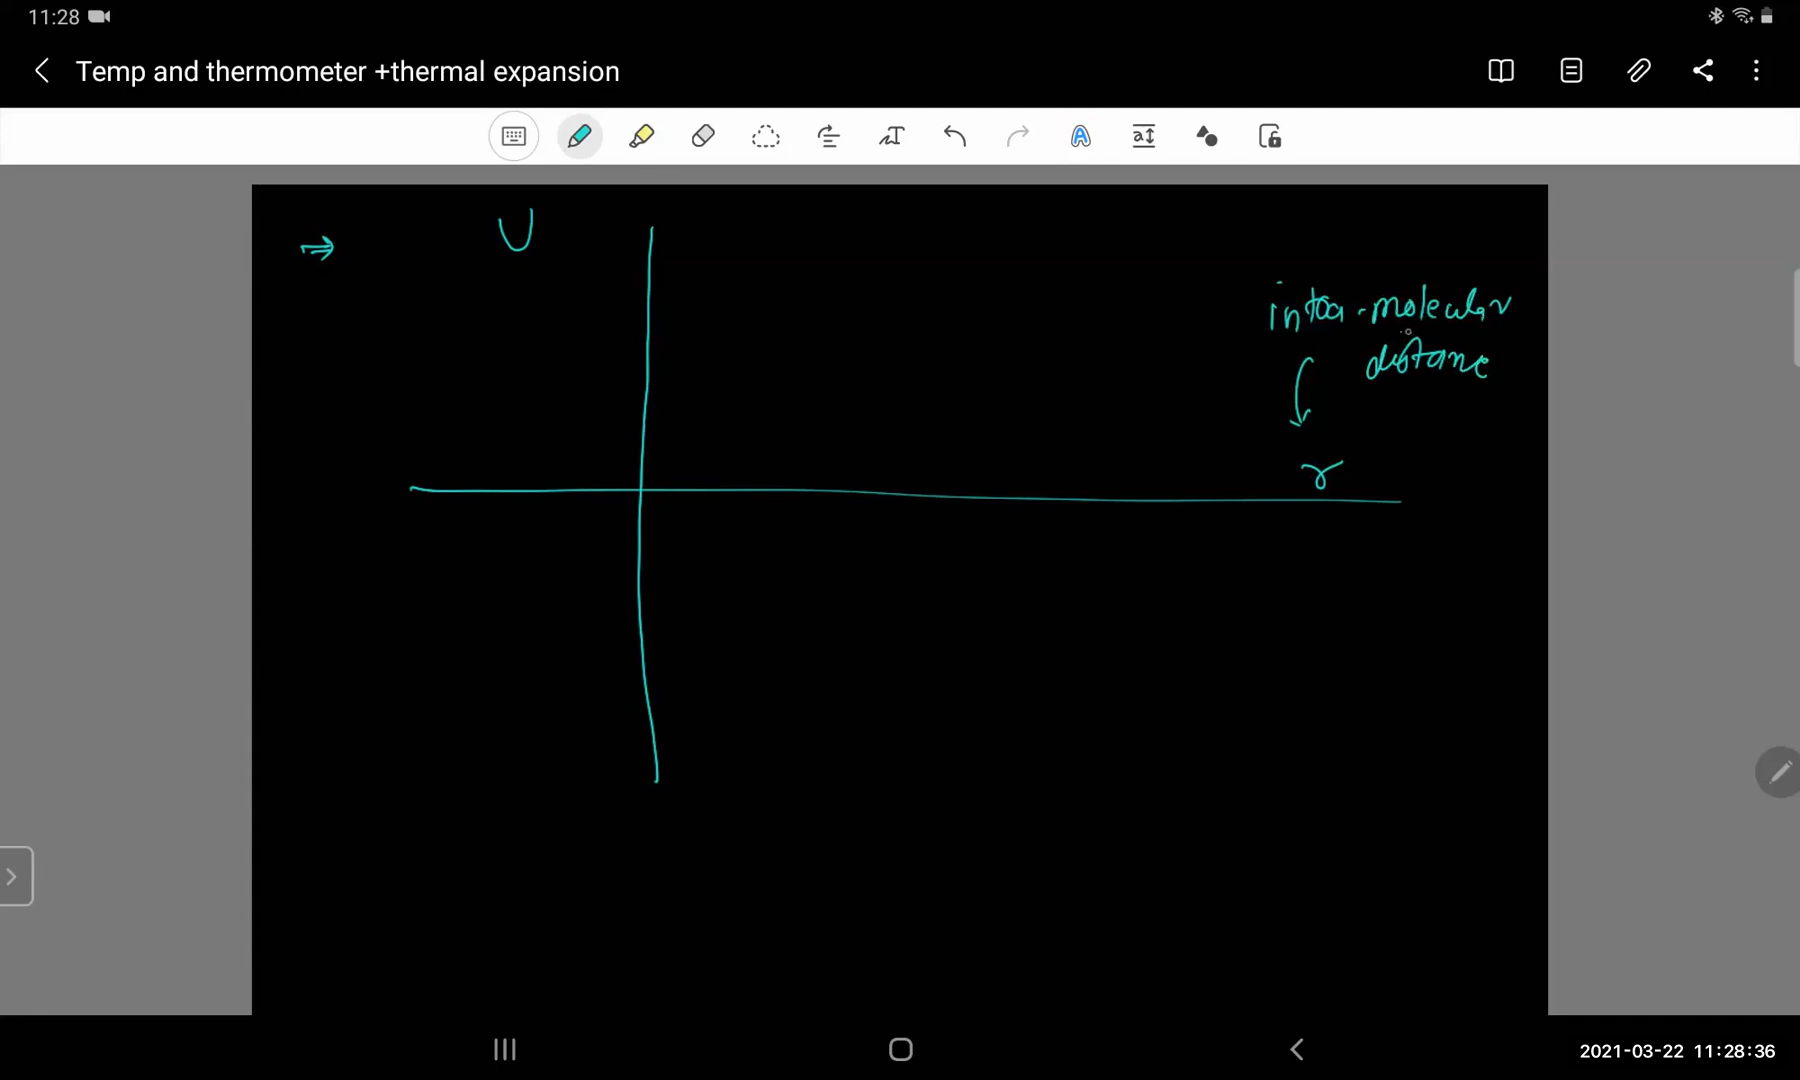 11:28
Temp and thermometer +thermal expansion
U
intra-molecular
distance
r
2021-03-22 11:28:36